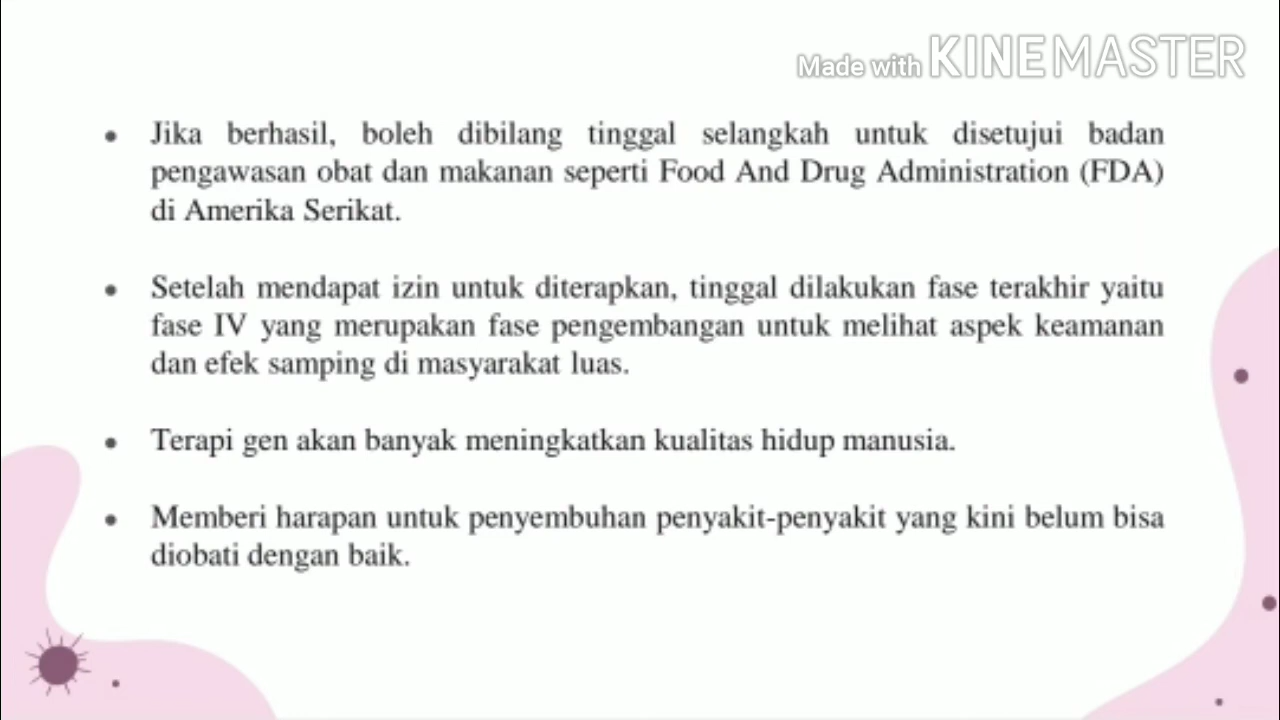 Made with KINEMASTER
• Jika berhasil, boleh dibilang tinggal selangkah untuk disetujui badan
pengawasan obat dan makanan seperti Food And Drug Administration (FDA)
di Amerika Serikat.
• Setelah mendapat izin untuk diterapkan, tinggal dilakukan fase terakhir yaitu
fase IV yang merupakan fase pengembangan untuk melihat aspek keamanan
dan efek samping di masyarakat luas.
• Terapi gen akan banyak meningkatkan kualitas hidup manusia.
• Memberi harapan untuk penyembuhan penyakit-penyakit yang kini belum bisa
diobati dengan baik.